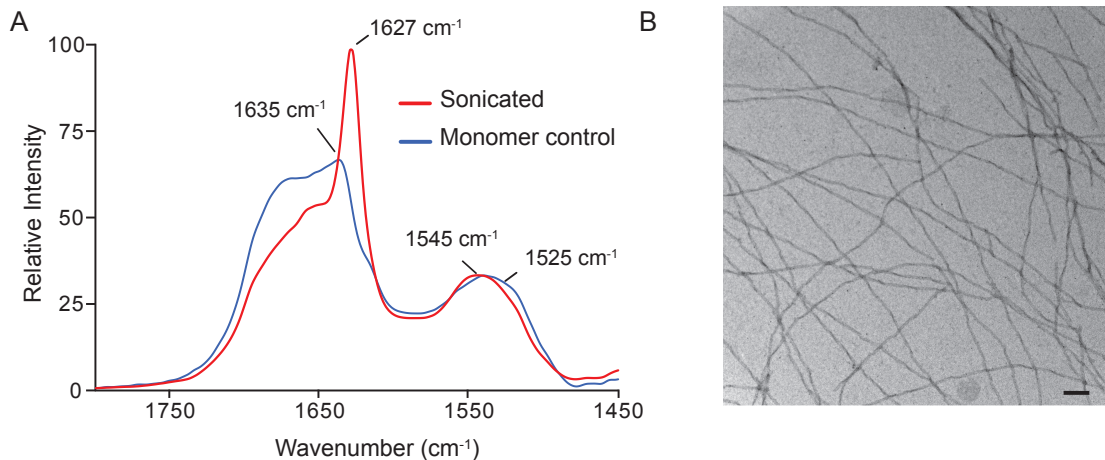 A
B
100
1627 cm-1
1635 cm-1
Sonicated
Monomer control
75
50
1545 cm-1
1525 cm-1
25
0
Relative Intensity
1750
1650
1550
1450
Wavenumber (cm-1)